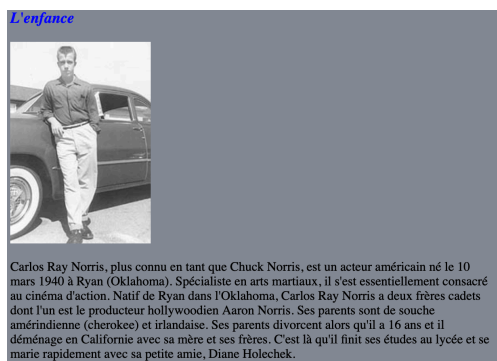 L'enfance
Carlos Ray Norris, plus connu en tant que Chuck Norris, est un acteur américain né le 10
mars 1940 à Ryan (Oklahoma). Spécialiste en arts martiaux, il s'est essentiellement consacré
au cinéma d'action. Natif de Ryan dans l'Oklahoma, Carlos Ray Norris a deux frères cadets
dont l'un est le producteur hollywoodien Aaron Norris. Ses parents sont de souche
amérindienne (cherokee) et irlandaise. Ses parents divorcent alors qu'il a 16 ans et il
déménage en Californie avec sa mère et ses frères. C'est là qu'il finit ses études au lycée et se
marie rapidement avec sa petite amie, Diane Holechek.